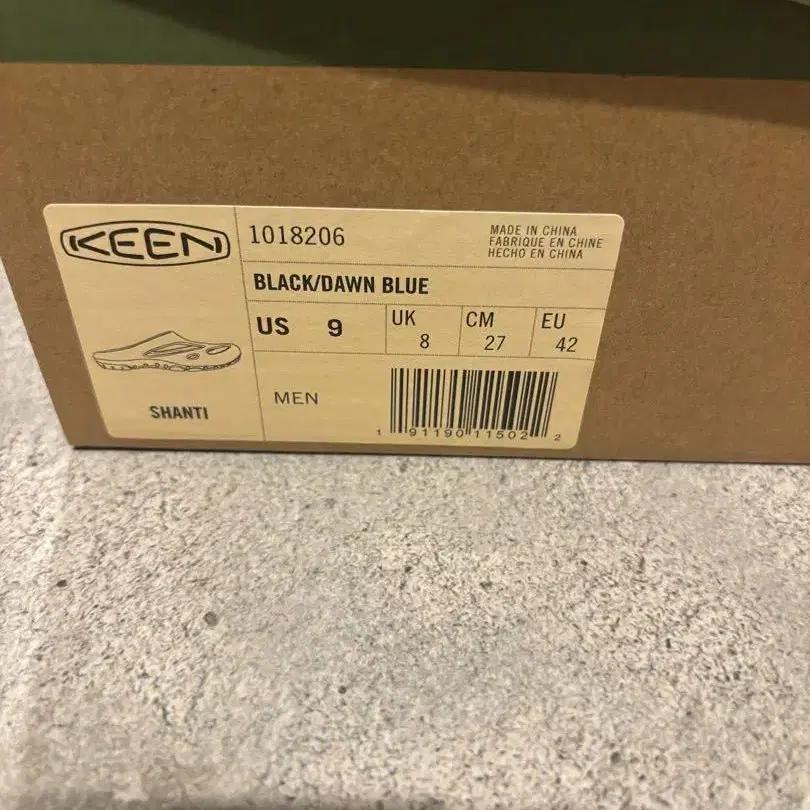 KEEN
1018206
MADE IN CHINA
FABRIQUE EN CHINE
HECHO EN CHINA
BLACK/DAWN BLUE
US 9
UK 8
CM 27
EU 42
SHANTI
MEN
1 91190 11502 2